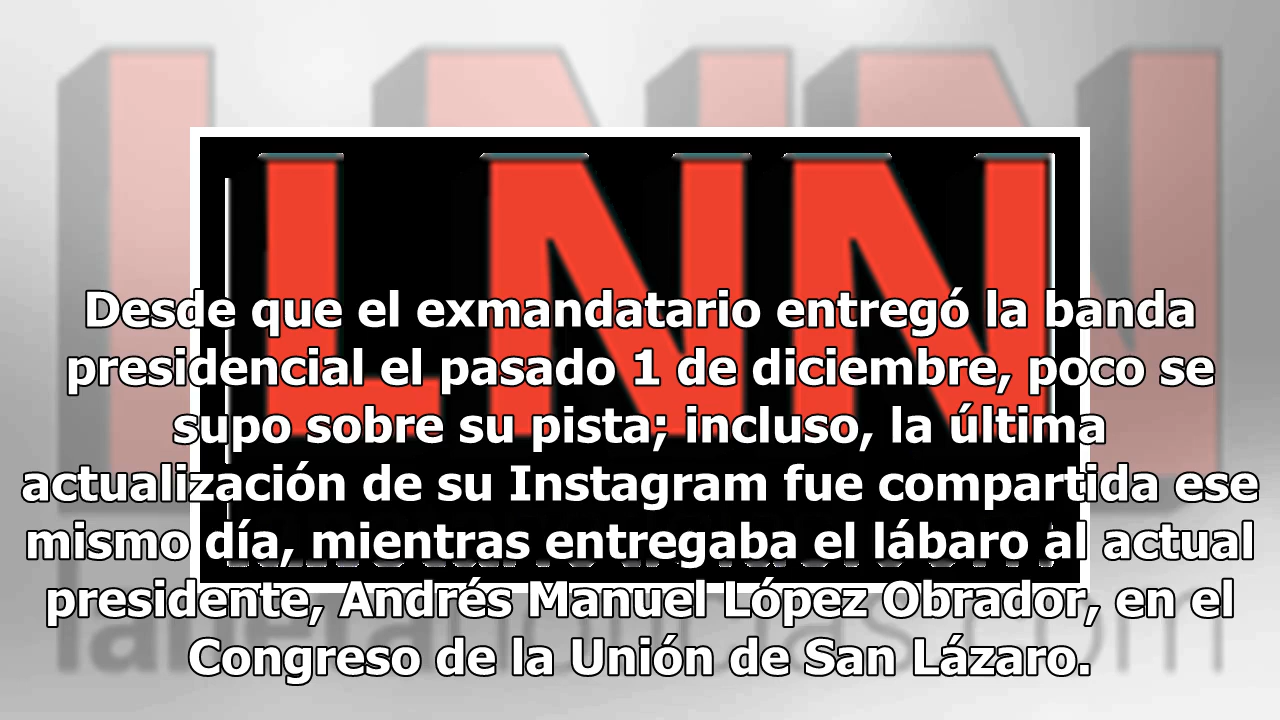 LNN
Desde que el exmandatario entregó la banda
presidencial el pasado 1 de diciembre, poco se
supo sobre su pista; incluso, la última
actualización de su Instagram fue compartida ese
mismo día, mientras entregaba el lábaro al actual
presidente, Andrés Manuel López Obrador, en el
Congreso de la Unión de San Lázaro.